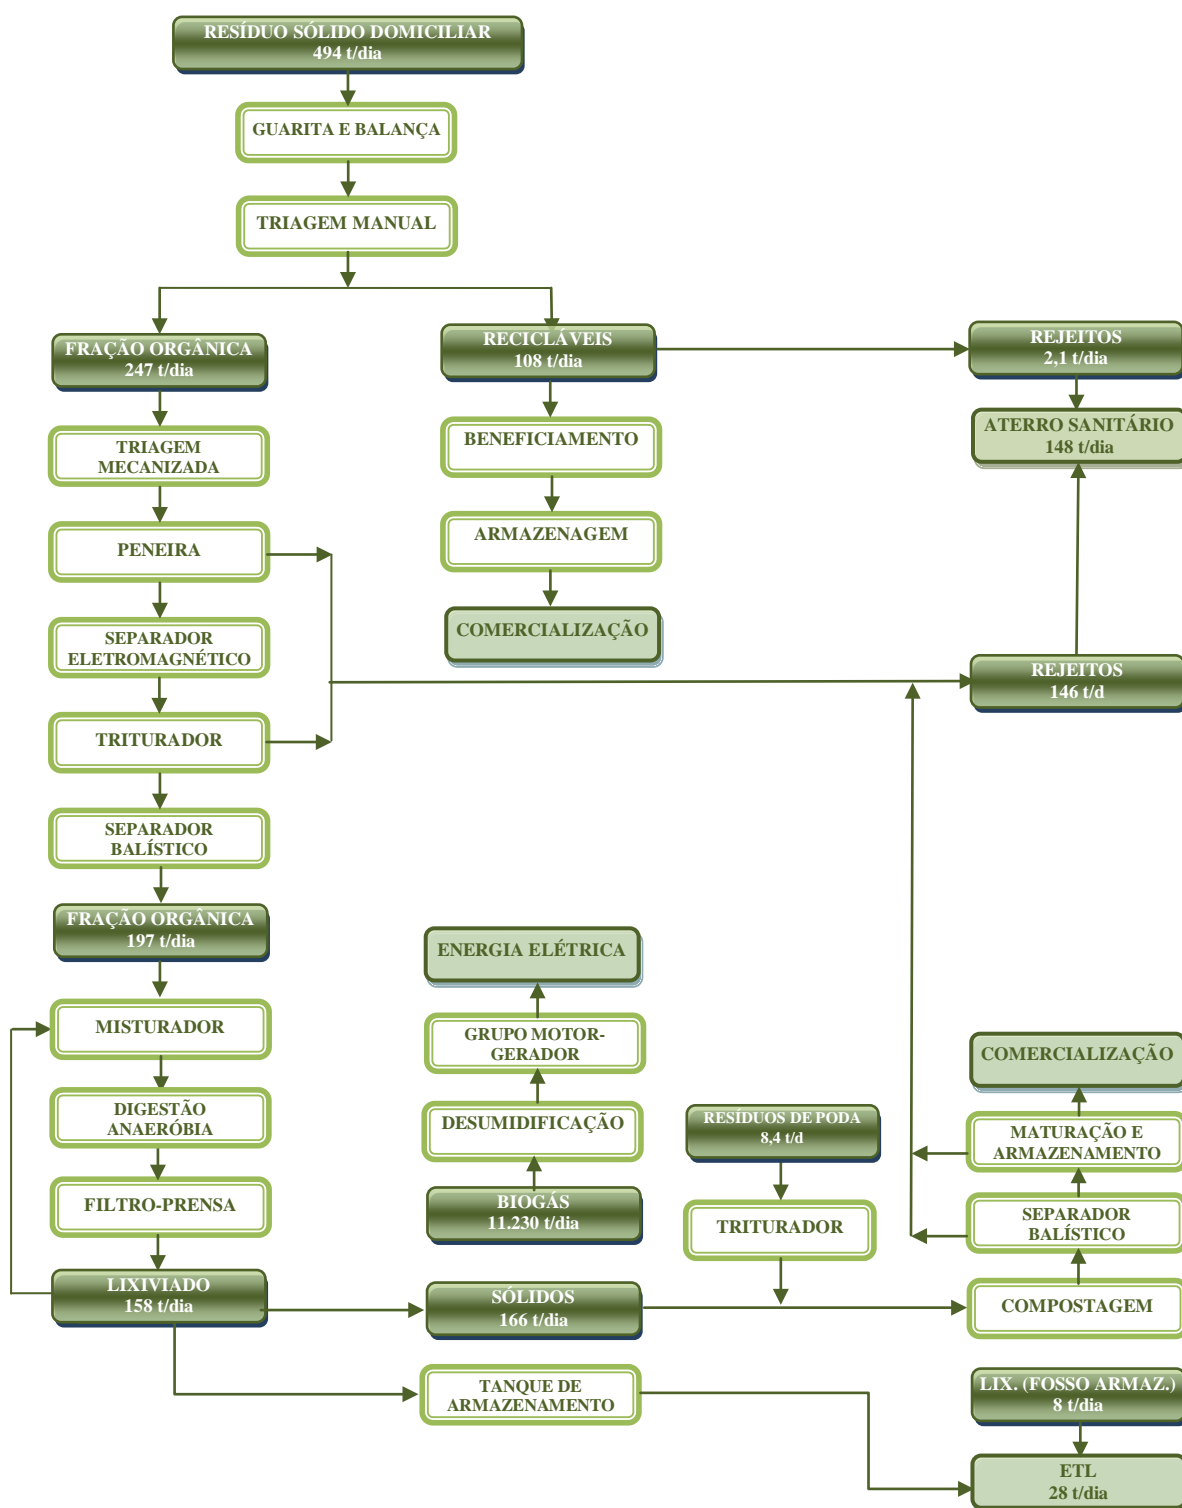 RESÍDUO SÓLIDO DOMICILIAR
494 t/dia
GUARITA E BALANÇA
TRIAGEM MANUAL
FRAÇÃO ORGÂNICA
247 t/dia
RECICLÁVEIS
108 t/dia
REJEITOS
2,1 t/dia
TRIAGEM
MECANIZADA
BENEFICIAMENTO
ATERRO SANITÁRIO
148 t/dia
PENEIRA
ARMAZENAGEM
SEPARADOR
ELETROMAGNÉTICO
COMERCIALIZAÇÃO
REJEITOS
146 t/d
TRITURADOR
SEPARADOR
BALÍSTICO
FRAÇÃO ORGÂNICA
197 t/dia
ENERGIA ELÉTRICA
MISTURADOR
GRUPO MOTOR-
GERADOR
COMERCIALIZAÇÃO
DIGESTÃO
ANAERÓBIA
DESUMIDIFICAÇÃO
RESÍDUOS DE PODA
8,4 t/d
MATURAÇÃO E
ARMAZENAMENTO
FILTRO-PRENSA
BIOGÁS
11.230 t/dia
TRITURADOR
SEPARADOR
BALÍSTICO
LIXIVIADO
158 t/dia
SÓLIDOS
166 t/dia
COMPOSTAGEM
TANQUE DE
ARMAZENAMENTO
LIX. (FOSSO ARMAZ.)
8 t/dia
ETL
28 t/dia